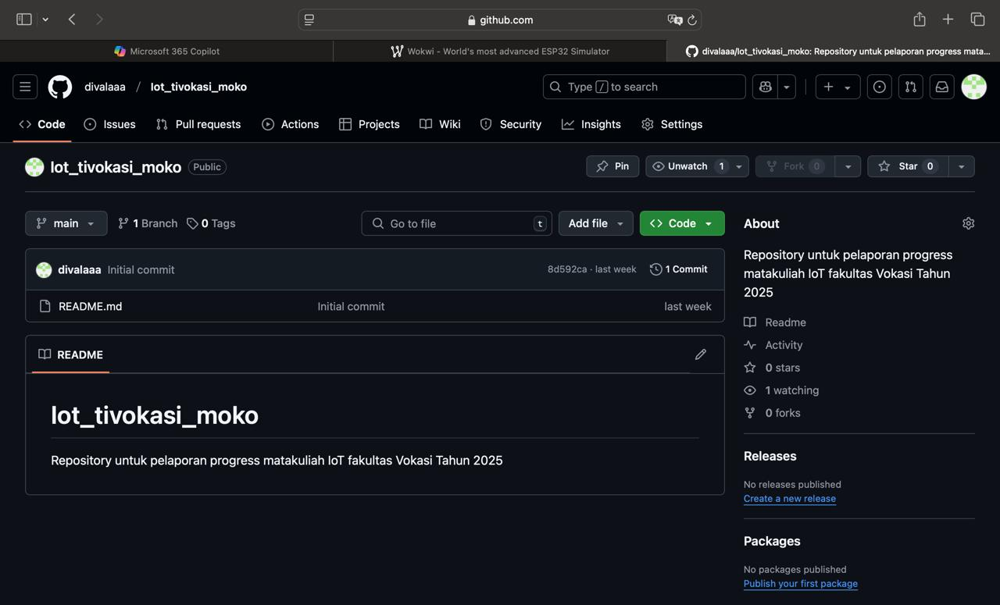 github.com
Microsoft 365 Copilot
Wokwi - World's most advanced ESP32 Simulator
divalaaa/Iot_tivokasi_moko: Repository untuk pelaporan progress mata...
divalaaa / Iot_tivokasi_moko
Type / to search
Code
Issues
Pull requests
Actions
Projects
Wiki
Security
Insights
Settings
Iot_tivokasi_moko Public
Pin
Unwatch 1
Fork 0
Star 0
main
1 Branch
0 Tags
Go to file t
Add file
Code
divalaaa Initial commit
8d592ca · last week
1 Commit
README.md Initial commit last week
README
Iot_tivokasi_moko
Repository untuk pelaporan progress matakuliah IoT fakultas Vokasi Tahun 2025
About
Repository untuk pelaporan progress
matakuliah IoT fakultas Vokasi Tahun
2025
Readme
Activity
0 stars
1 watching
0 forks
Releases
No releases published
Create a new release
Packages
No packages published
Publish your first package